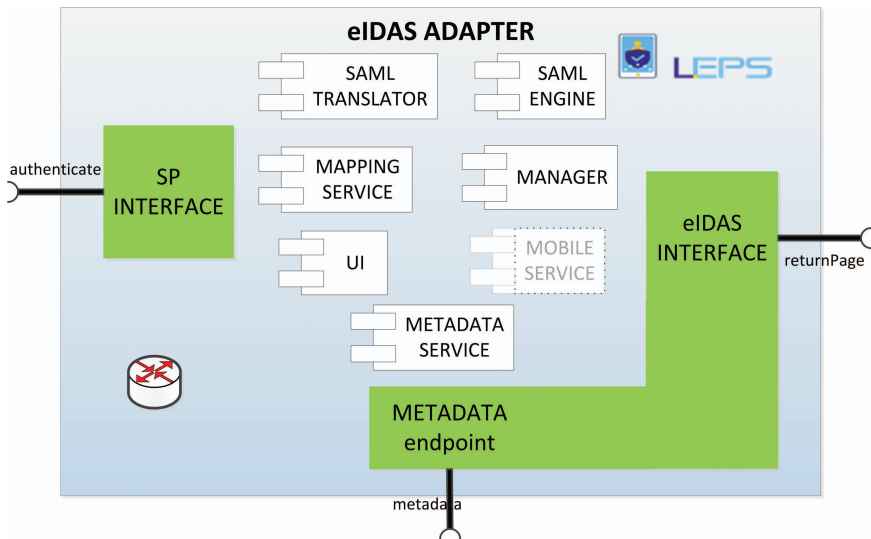 eIDAS ADAPTER
LEPS
SAML
TRANSLATOR
SAML
ENGINE
authenticate
SP
INTERFACE
MAPPING
SERVICE
MANAGER
eIDAS
INTERFACE
returnPage
UI
MOBILE
SERVICE
METADATA
SERVICE
METADATA
endpoint
metadata